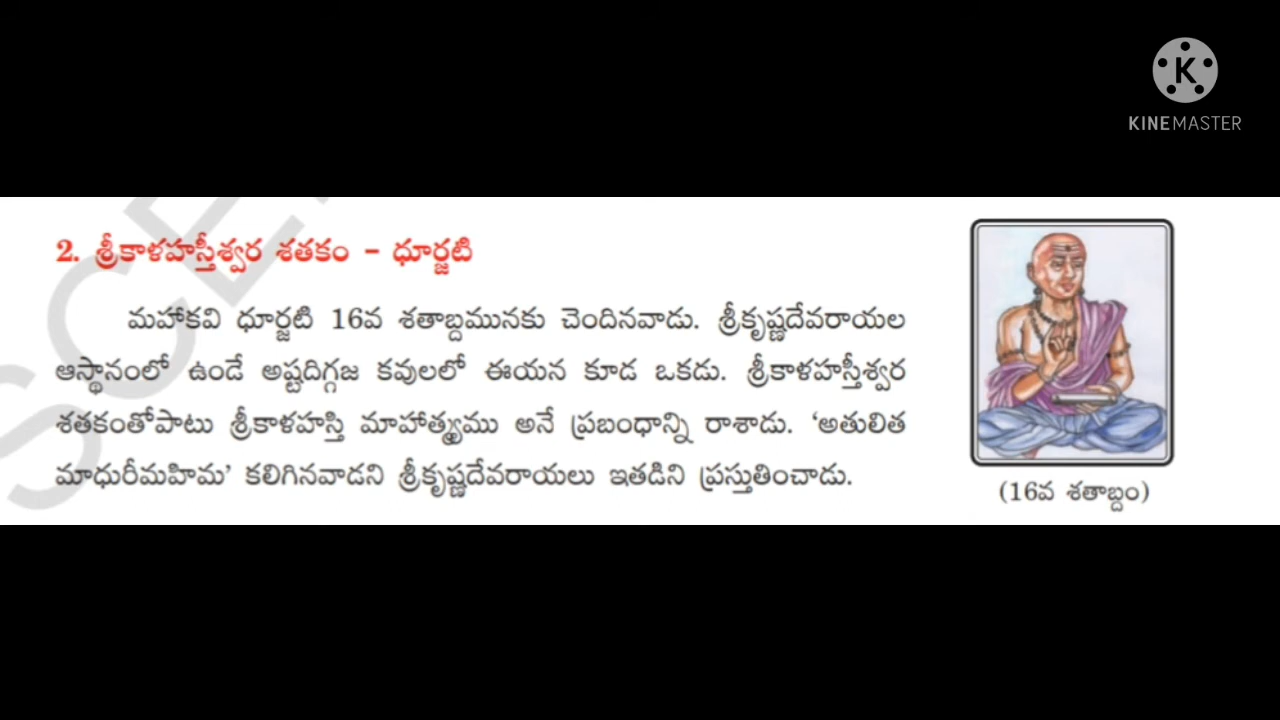 KINEMASTER
2. శ్రీకాళహస్తీశ్వర శతకం - ధూర్జటి
మహాకవి ధూర్జటి 16వ శతాబ్దమునకు చెందినవాడు. శ్రీకృష్ణదేవరాయల
ఆస్థానంలో ఉండే అష్టదిగ్గజ కవులలో ఈయన కూడ ఒకడు. శ్రీకాళహస్తీశ్వర
శతకంతోపాటు శ్రీకాళహస్తి మాహాత్మ్యము అనే ప్రబంధాన్ని రాశాడు. ‘అతులిత
మాధురీమహిమ’ కలిగినవాడని శ్రీకృష్ణదేవరాయలు ఇతడిని ప్రస్తుతించాడు.
(16వ శతాబ్దం)